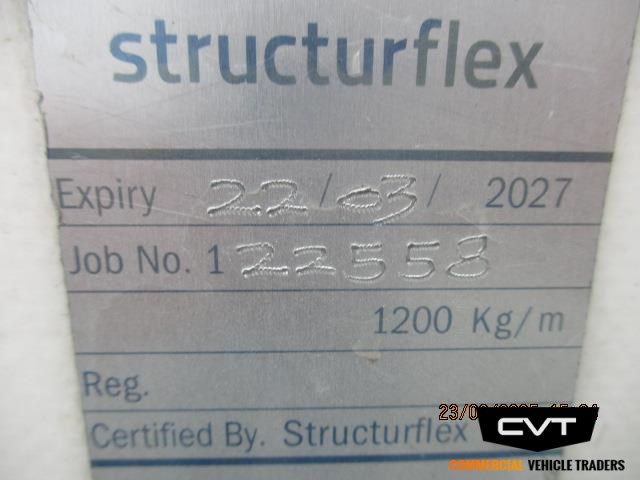 structurflex
Expiry 22/03/2027
Job No. 122558
1200 Kg/m
Reg.
Certified By. Structurflex
CVT
COMMERCIAL VEHICLE TRADERS